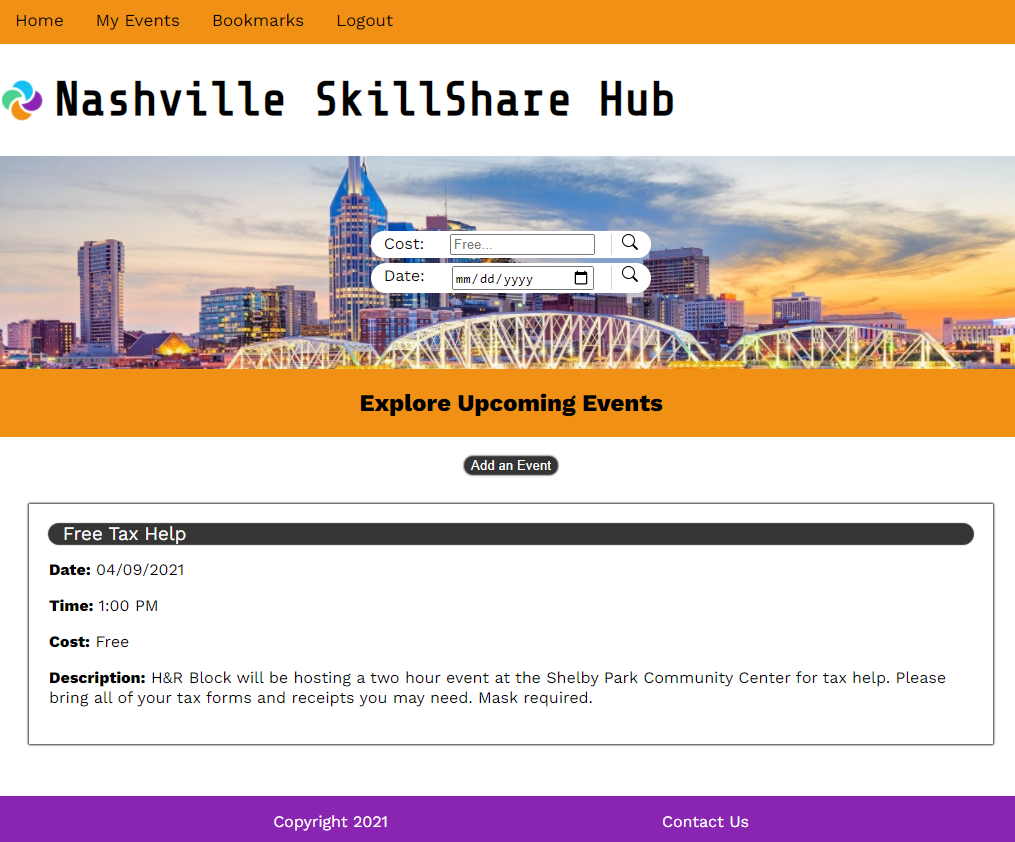 Home My Events Bookmarks Logout
Nashville SkillShare Hub
Cost: Free...
Date: mm/dd/yyyy
Explore Upcoming Events
Add an Event
Free Tax Help
Date: 04/09/2021
Time: 1:00 PM
Cost: Free
Description: H&R Block will be hosting a two hour event at the Shelby Park Community Center for tax help. Please
bring all of your tax forms and receipts you may need. Mask required.
Copyright 2021 Contact Us